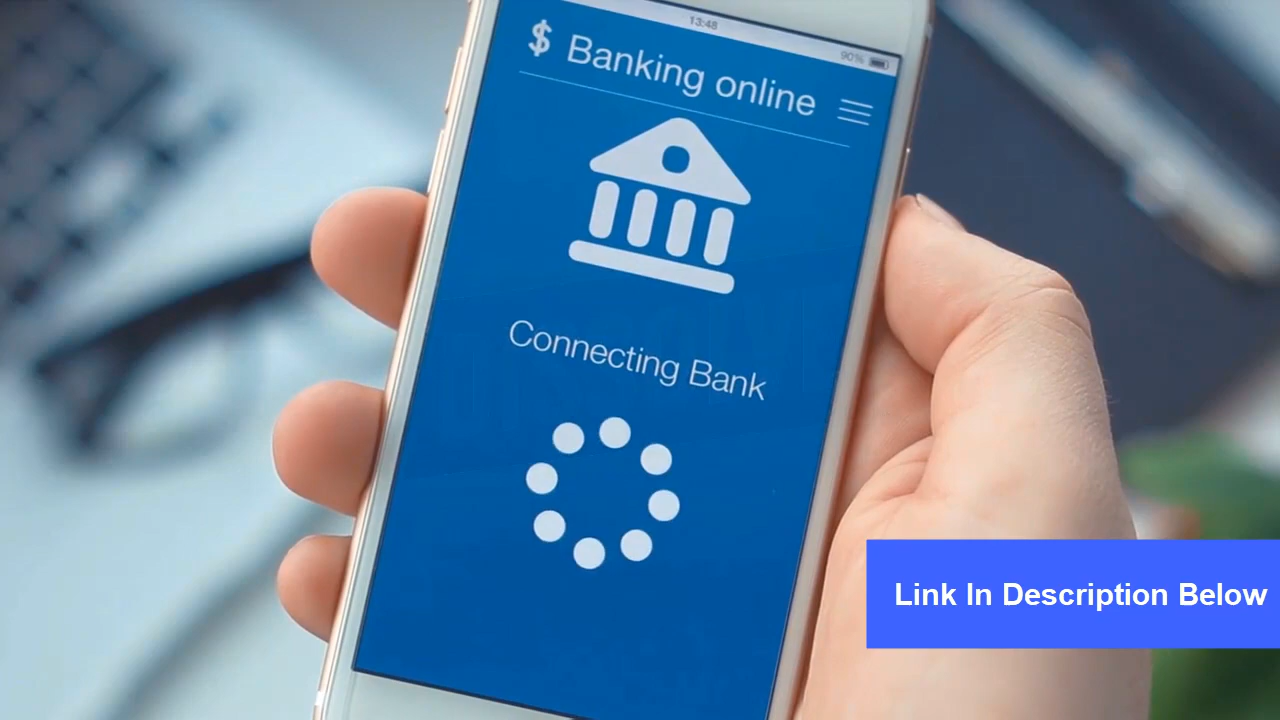 13:48
90%
$ Banking online
Connecting Bank
Link In Description Below